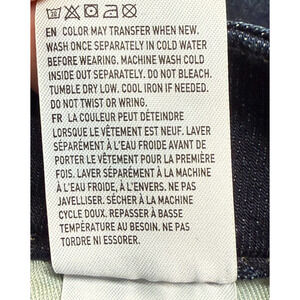 EN COLOR MAY TRANSFER WHEN NEW.
WASH ONCE SEPARATELY IN COLD WATER
BEFORE WEARING. MACHINE WASH COLD
INSIDE OUT SEPARATELY. DO NOT BLEACH.
TUMBLE DRY LOW. COOL IRON IF NEEDED.
DO NOT TWIST OR WRING.
FR LA COULEUR PEUT DÉTEINDRE
LORSQUE LE VÊTEMENT EST NEUF. LAVER
SÉPARÉMENT À L'EAU FROIDE AVANT DE
PORTER LE VÊTEMENT POUR LA PREMIÈRE
FOIS. LAVER SÉPARÉMENT À LA MACHINE
À L'EAU FROIDE, À L'ENVERS. NE PAS
JAVELLISER. SÉCHER À LA MACHINE
CYCLE DOUX. REPASSER À BASSE
TEMPÉRATURE AU BESOIN. NE PAS
TORDRE NI ESSORER.